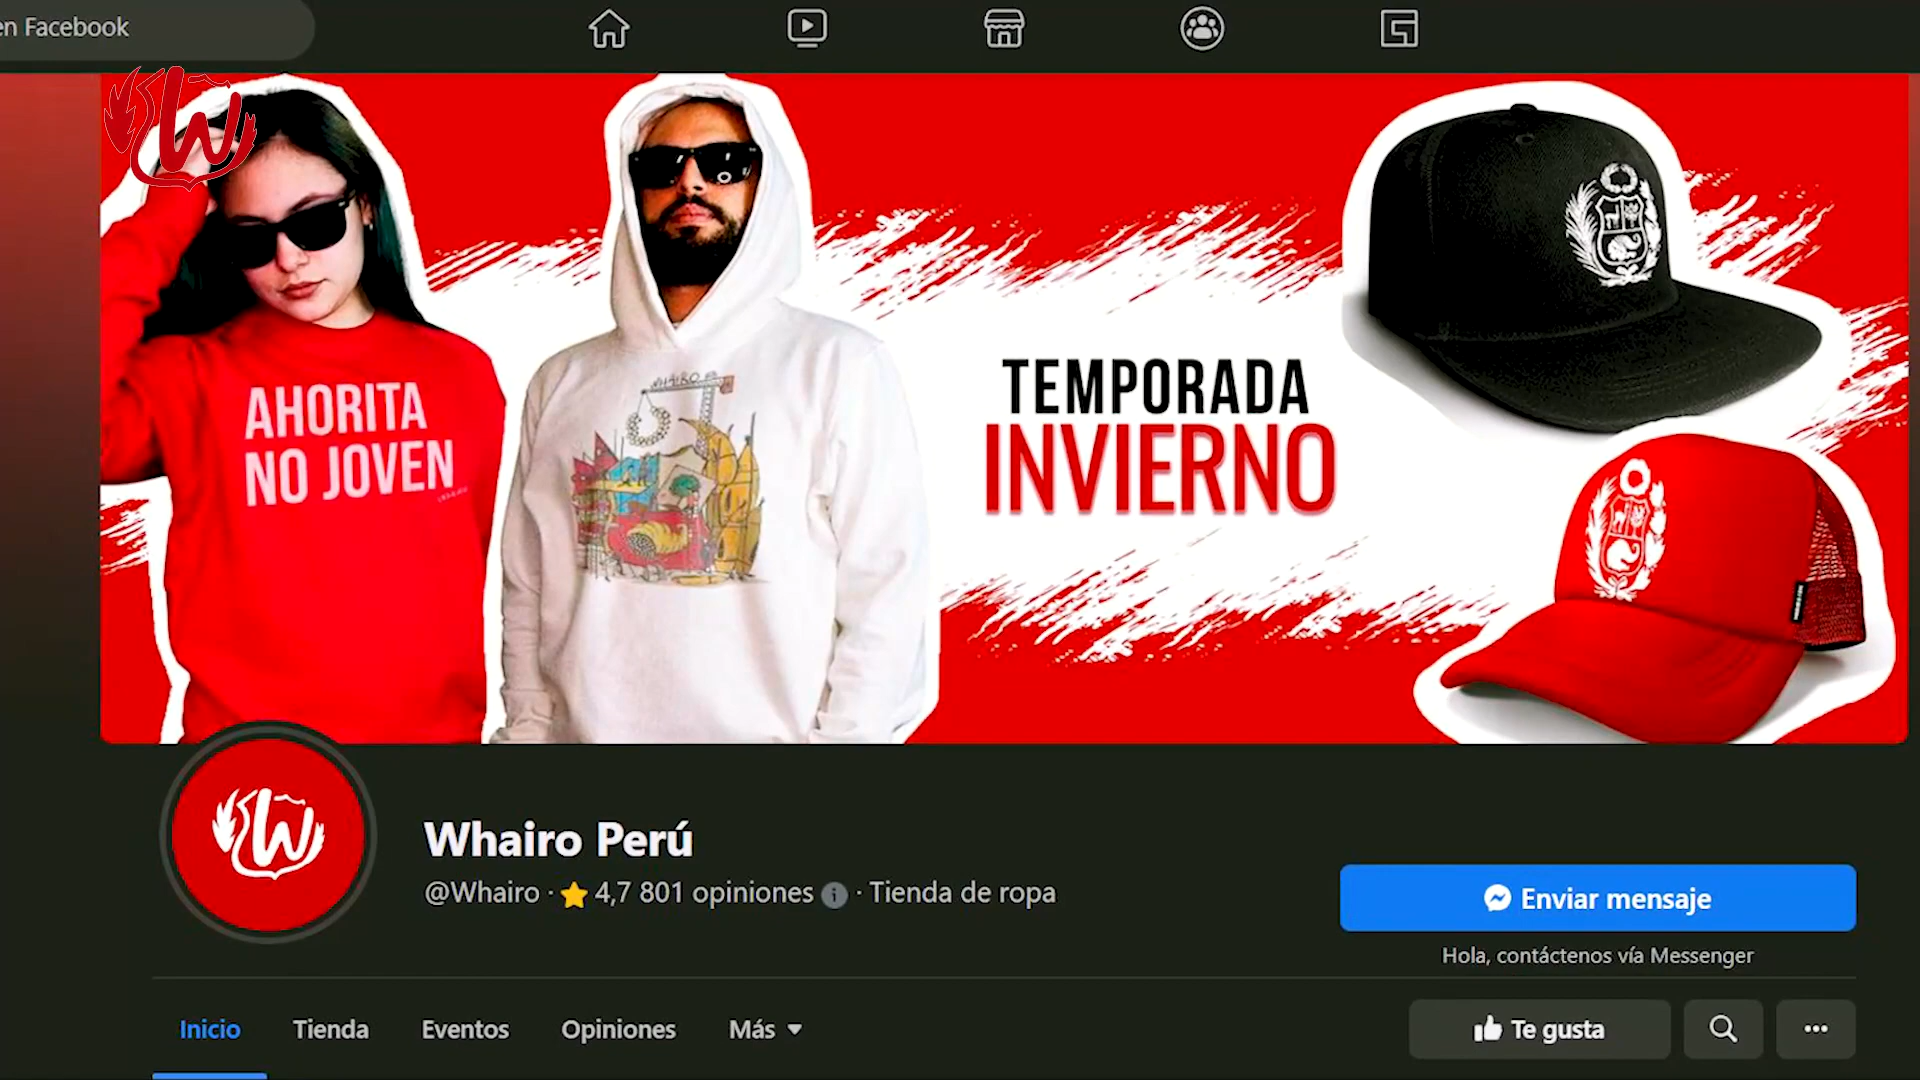 en Facebook
AHORITA
NO JOVEN
WHAIRO
TEMPORADA
INVIERNO
W
Whairo Perú
@Whairo · 4,7 801 opiniones · Tienda de ropa
Enviar mensaje
Hola, contáctenos vía Messenger
Inicio Tienda Eventos Opiniones Más
Te gusta